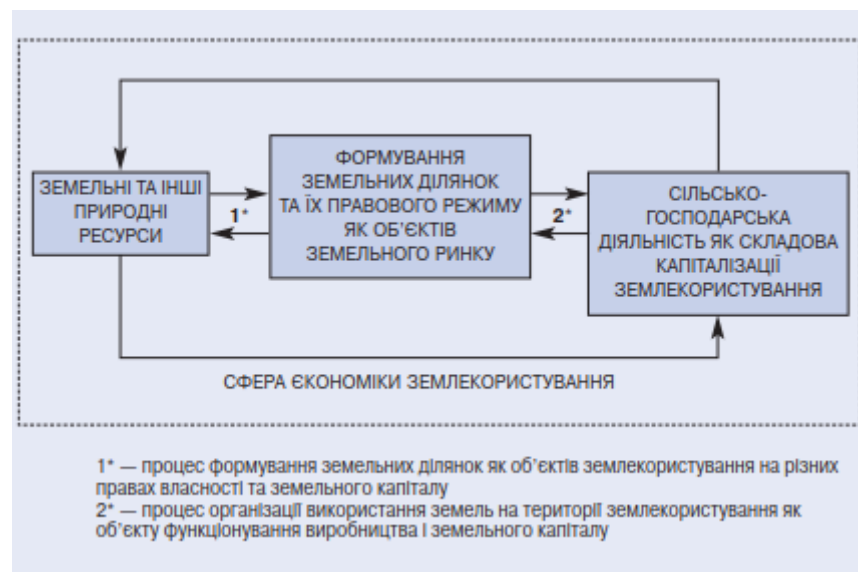 ЗЕМЕЛЬНІ ТА ІНШІ
ПРИРОДНІ
РЕСУРСИ
1*
ФОРМУВАННЯ
ЗЕМЕЛЬНИХ ДІЛЯНОК
ТА ЇХ ПРАВОВОГО РЕЖИМУ
ЯК ОБ’ЄКТІВ
ЗЕМЕЛЬНОГО РИНКУ
2*
СІЛЬСЬКО-
ГОСПОДАРСЬКА
ДІЯЛЬНІСТЬ ЯК СКЛАДОВА
КАПІТАЛІЗАЦІЇ
ЗЕМЛЕКОРИСТУВАННЯ
СФЕРА ЄКОНОМІКИ ЗЕМЛЕКОРИСТУВАННЯ
1* — процес формування земельних ділянок як об’єктів землекористування на різних
правах власності та земельного капіталу
2* — процес організації використання земель на території землекористування як
об’єкту функціонування виробництва і земельного капіталу